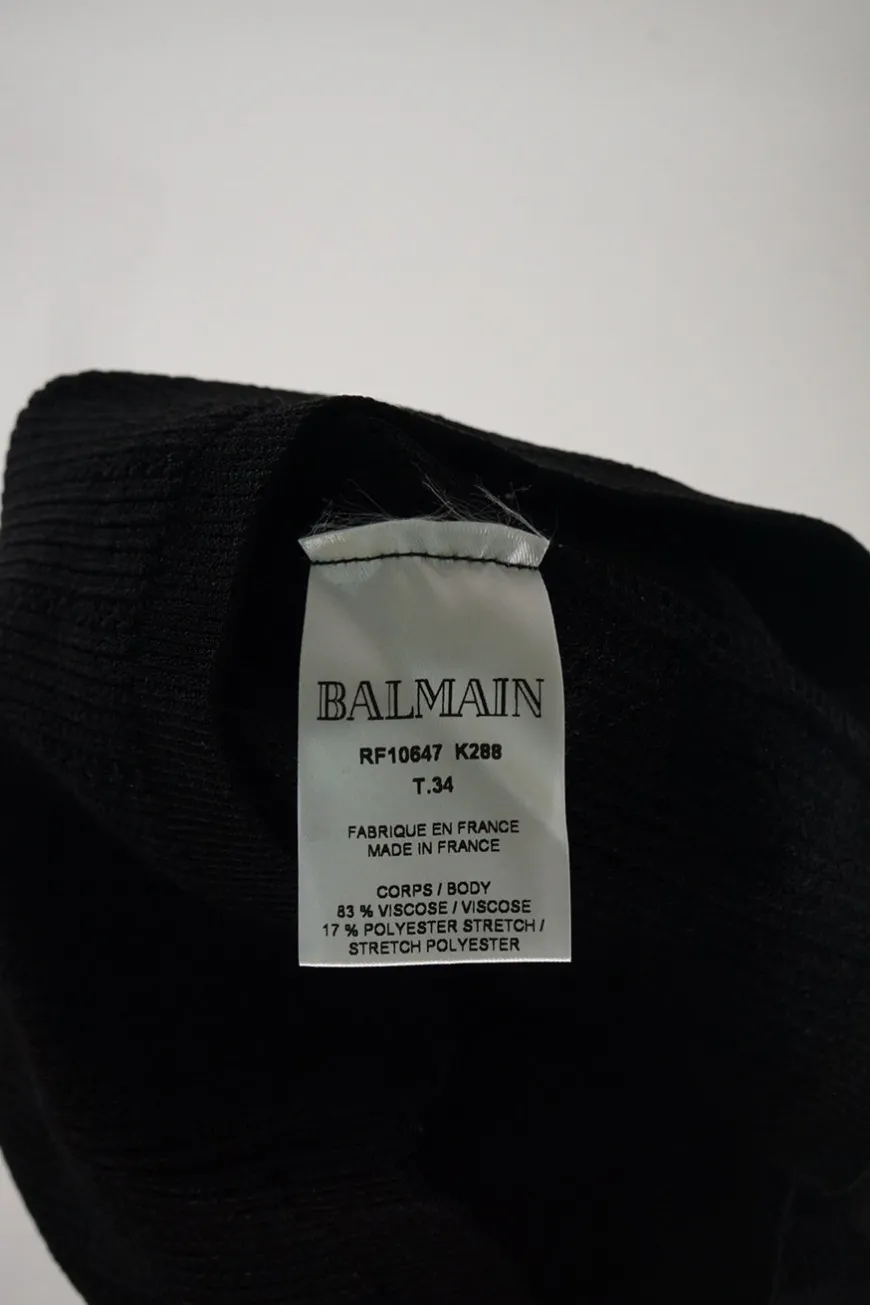 BALMAIN
RF10647 K288
T.34
FABRIQUE EN FRANCE
MADE IN FRANCE
CORPS / BODY
83 % VISCOSE / VISCOSE
17 % POLYESTER STRETCH /
STRETCH POLYESTER